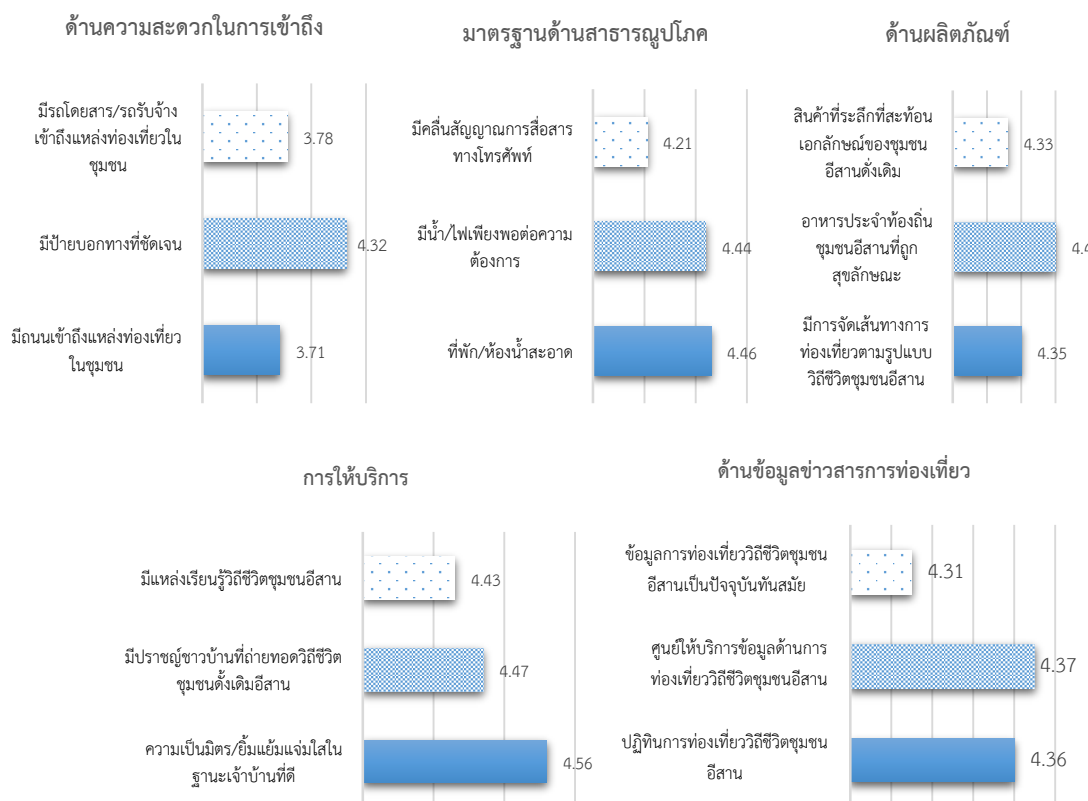 ด้านความสะดวกในการเข้าถึง
มีรถโดยสาร/รถรับจ้าง
เข้าถึงแหล่งท่องเที่ยวใน
ชุมชน
3.78
มีป้ายบอกทางที่ชัดเจน
4.32
มีถนนเข้าถึงแหล่งท่องเที่ยว
ในชุมชน
3.71
มาตรฐานด้านสาธารณูปโภค
มีคลื่นสัญญาณการสื่อสาร
ทางโทรศัพท์
4.21
มีน้ำ/ไฟเพียงพอต่อความ
ต้องการ
4.44
ที่พัก/ห้องน้ำสะอาด
4.46
ด้านผลิตภัณฑ์
สินค้าที่ระลึกที่สะท้อน
เอกลักษณ์ของชุมชน
อีสานดั่งเดิม
4.33
อาหารประจำท้องถิ่น
ชุมชนอีสานที่ถูก
สุขลักษณะ
มีการจัดเส้นทางการ
ท่องเที่ยวตามรูปแบบ
วิถีชีวิตชุมชนอีสาน
4.35
การให้บริการ
มีแหล่งเรียนรู้วิถีชีวิตชุมชนอีสาน
4.43
มีปราชญ์ชาวบ้านที่ถ่ายทอดวิถีชีวิต
ชุมชนดั้งเดิมอีสาน
4.47
ความเป็นมิตร/ยิ้มแย้มแจ่มใสใน
ฐานะเจ้าบ้านที่ดี
4.56
ด้านข้อมูลข่าวสารการท่องเที่ยว
ข้อมูลการท่องเที่ยววิถีชีวิตชุมชน
อีสานเป็นปัจจุบันทันสมัย
4.31
ศูนย์ให้บริการข้อมูลด้านการ
ท่องเที่ยววิถีชีวิตชุมชนอีสาน
4.37
ปฏิทินการท่องเที่ยววิถีชีวิตชุมชน
อีสาน
4.36